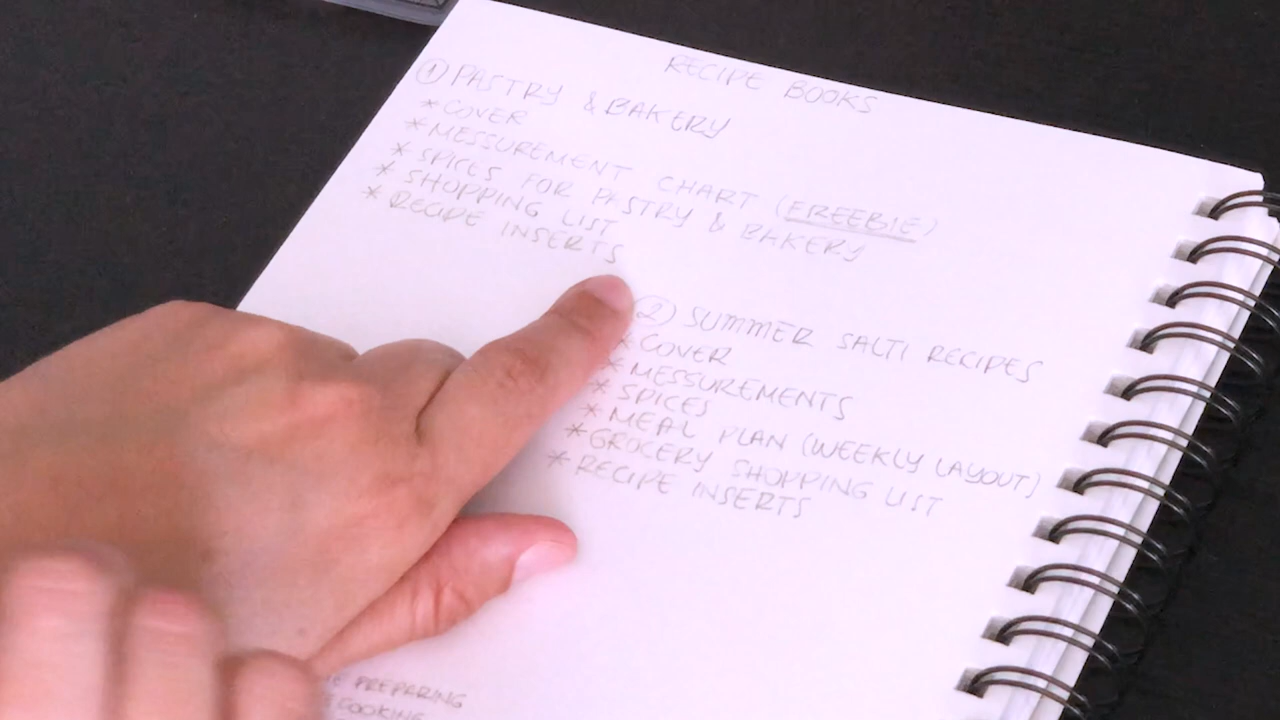 RECIPE BOOKS
① PASTRY & BAKERY
* COVER
* MESSUREMENT CHART (FREEBIE)
* SPICES FOR PASTRY & BAKERY
* SHOPPING LIST
* RECIPE INSERTS
② SUMMER SALTI RECIPES
* COVER
* MESSUREMENTS
* SPICES
* MEAL PLAN (WEEKLY LAYOUT)
* GROCERY SHOPPING LIST
* RECIPE INSERTS
PREPARING
COOKING